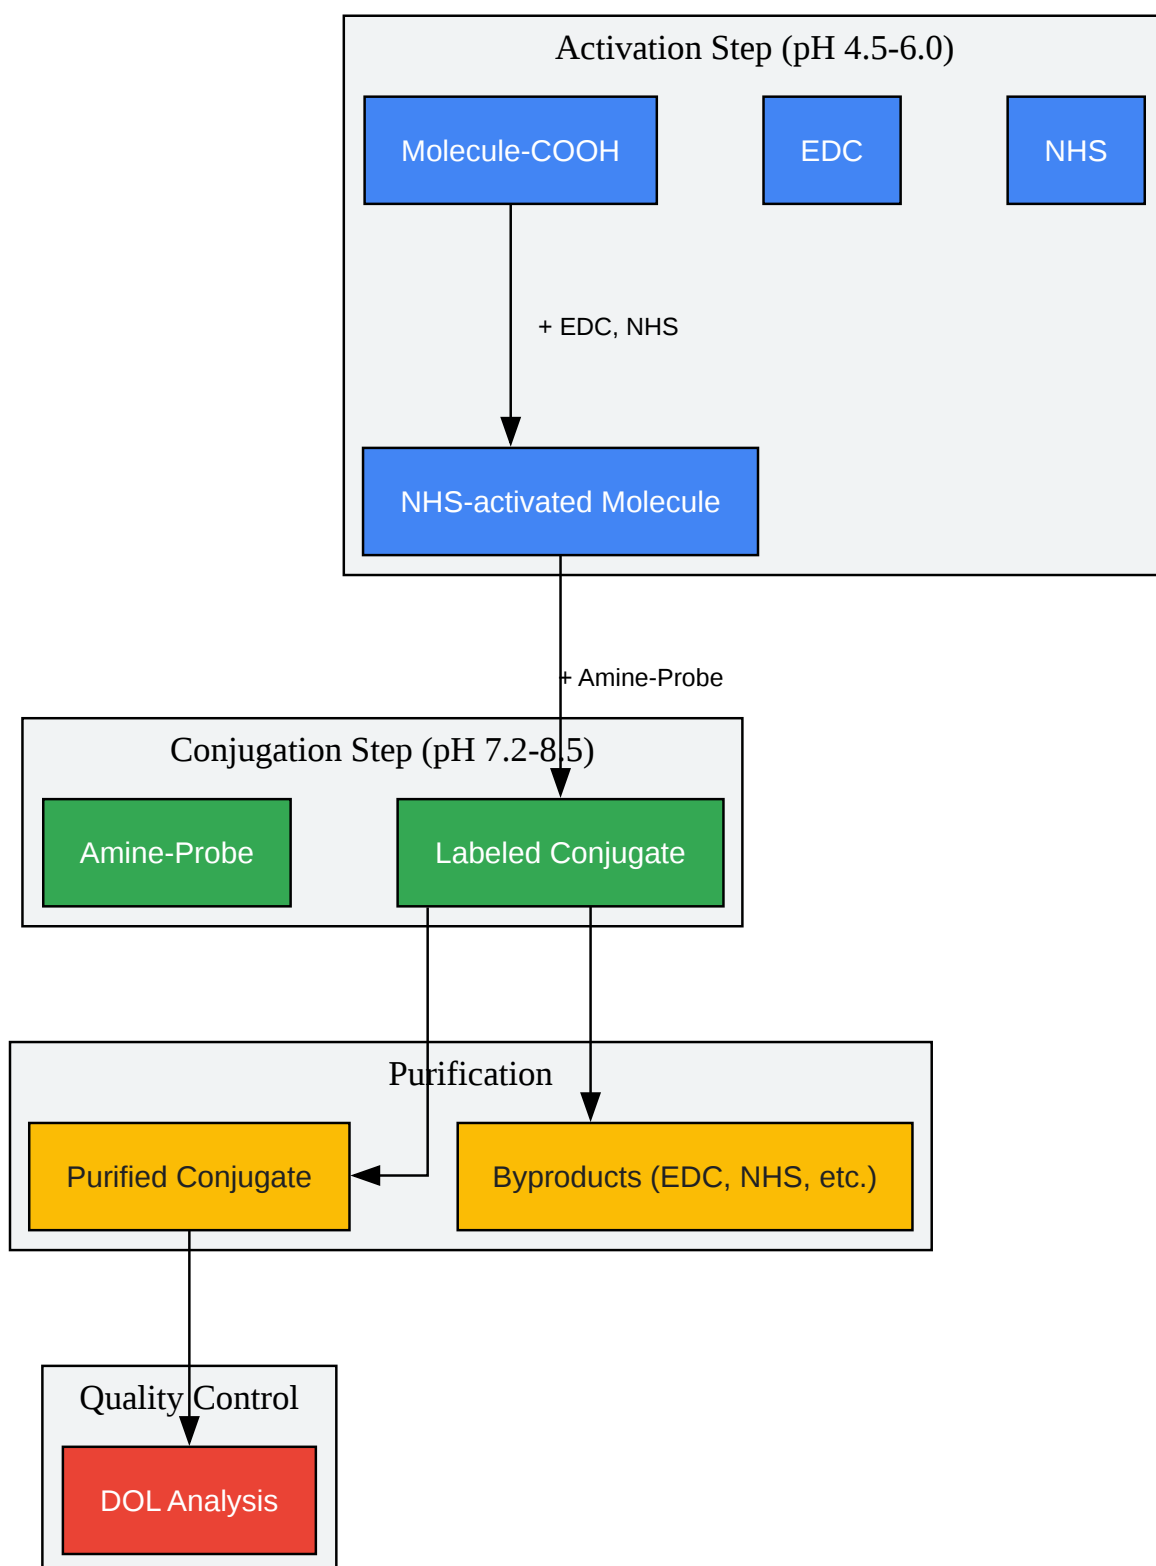 Activation Step (pH 4.5-6.0)
Molecule-COOH
EDC
NHS
+ EDC, NHS
NHS-activated Molecule
+ Amine-Probe
Conjugation Step (pH 7.2-8.5)
Amine-Probe
Labeled Conjugate
Purification
Purified Conjugate
Byproducts (EDC, NHS, etc.)
Quality Control
DOL Analysis